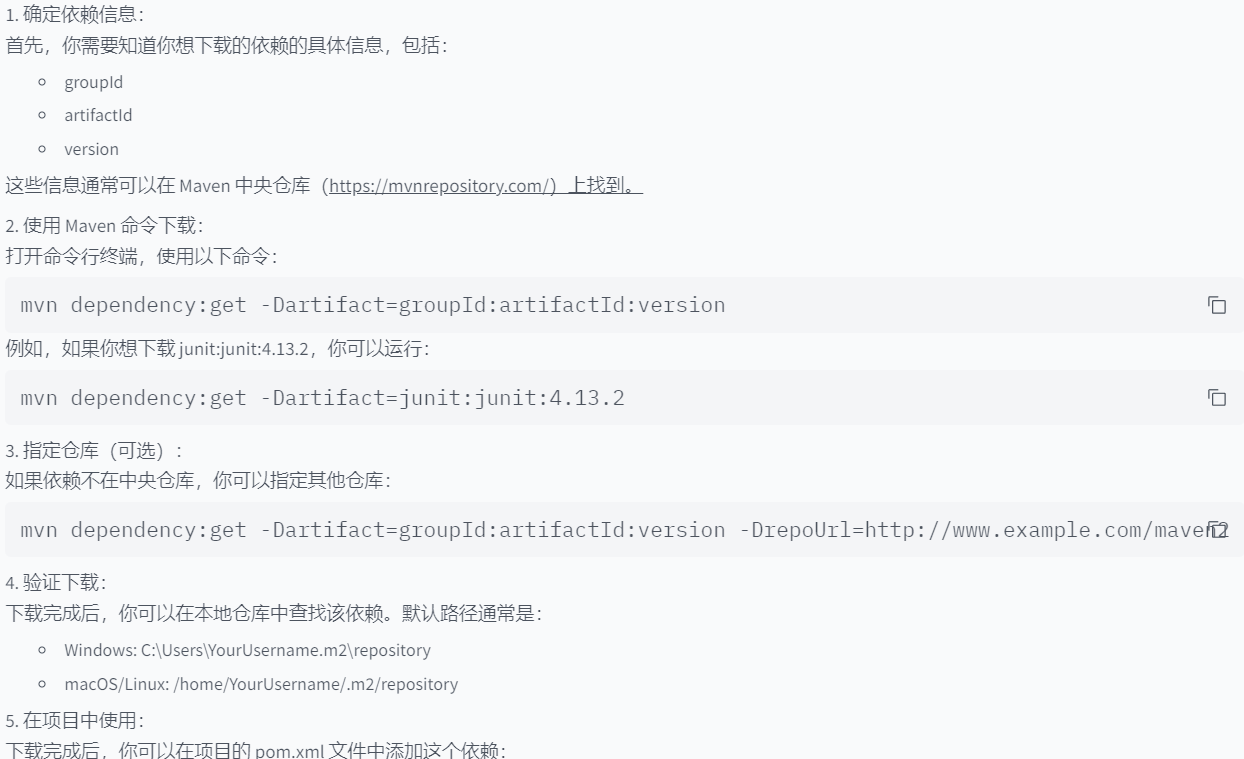 1. 确定依赖信息：
首先，你需要知道你想下载的依赖的具体信息，包括：
groupId
artifactId
version
这些信息通常可以在 Maven 中央仓库（https://mvnrepository.com/）上找到。
2. 使用 Maven 命令下载：
打开命令行终端，使用以下命令：
mvn dependency:get -Dartifact=groupId:artifactId:version
例如，如果你想下载 junit:junit:4.13.2，你可以运行：
mvn dependency:get -Dartifact=junit:junit:4.13.2
3. 指定仓库（可选）：
如果依赖不在中央仓库，你可以指定其他仓库：
mvn dependency:get -Dartifact=groupId:artifactId:version -DrepoUrl=http://www.example.com/maven2
4. 验证下载：
下载完成后，你可以在本地仓库中查找该依赖。默认路径通常是：
Windows: C:\Users\YourUsername.m2\repository
macOS/Linux: /home/YourUsername/.m2/repository
5. 在项目中使用：
下载完成后，你可以在项目的 pom.xml 文件中添加这个依赖：